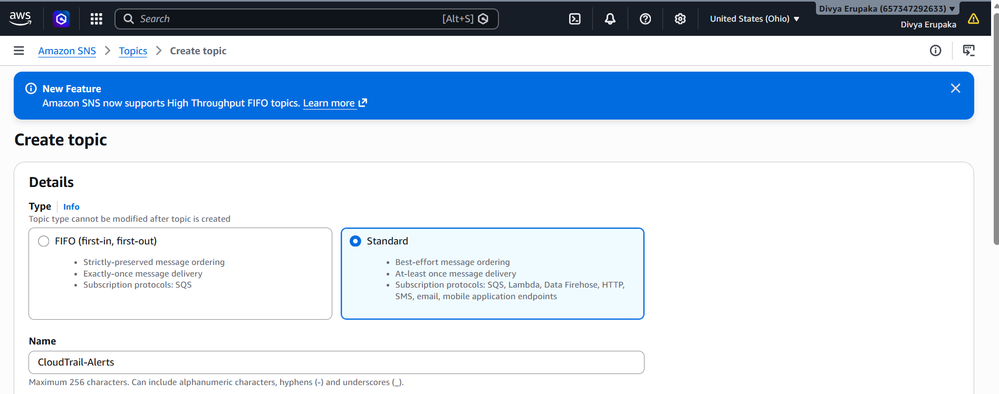 aws
Search
[Alt+S]
United States (Ohio)
Divya Erupaka (657347292633)
Divya Erupaka
Amazon SNS
Topics
Create topic
New Feature
Amazon SNS now supports High Throughput FIFO topics. Learn more
Create topic
Details
Type
Info
Topic type cannot be modified after topic is created
FIFO (first-in, first-out)
Strictly-preserved message ordering
Exactly-once message delivery
Subscription protocols: SQS
Standard
Best-effort message ordering
At-least once message delivery
Subscription protocols: SQS, Lambda, Data Firehose, HTTP,
SMS, email, mobile application endpoints
Name
CloudTrail-Alerts
Maximum 256 characters. Can include alphanumeric characters, hyphens (-) and underscores (_).